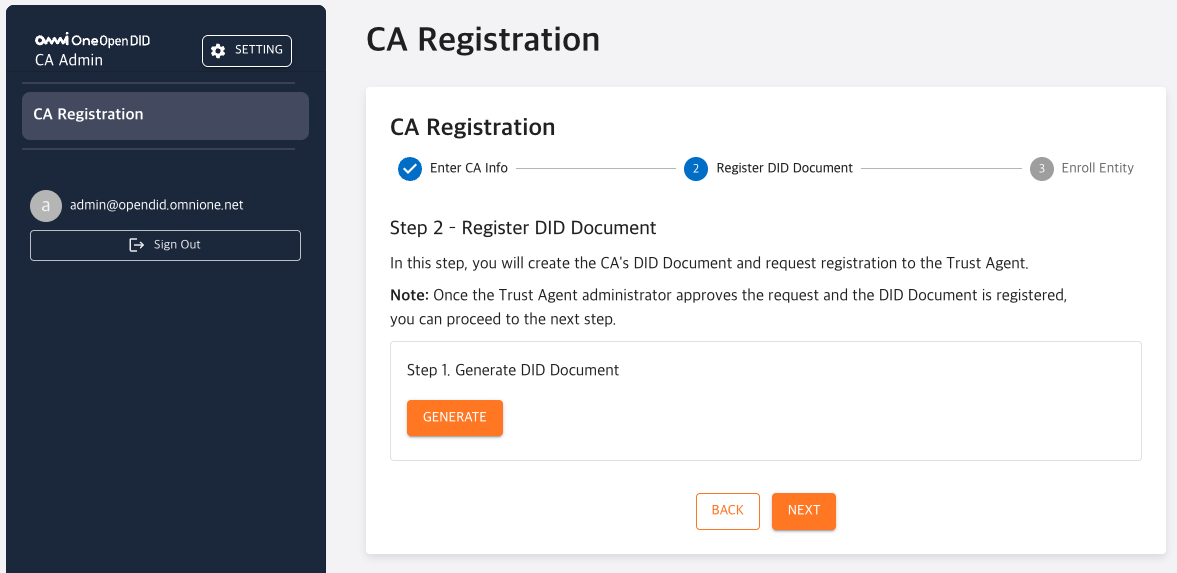 omni One Open DID
CA Admin
SETTING
CA Registration
a
admin@opendid.omnione.net
Sign Out
CA Registration
CA Registration
Enter CA Info
2
Register DID Document
3
Enroll Entity
Step 2 - Register DID Document
In this step, you will create the CA's DID Document and request registration to the Trust Agent.
Note: Once the Trust Agent administrator approves the request and the DID Document is registered,
you can proceed to the next step.
Step 1. Generate DID Document
GENERATE
BACK
NEXT